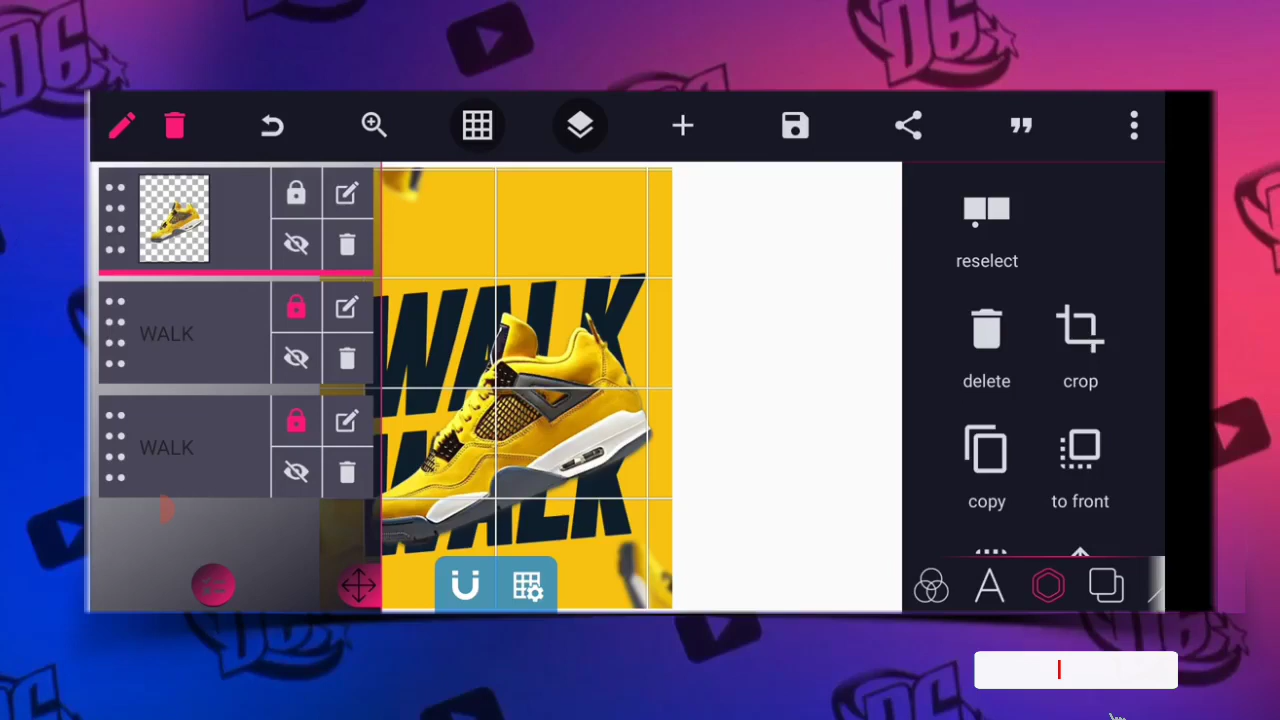 reselect
WALK
WALK
WALK
WALK
delete
crop
copy
to front
A